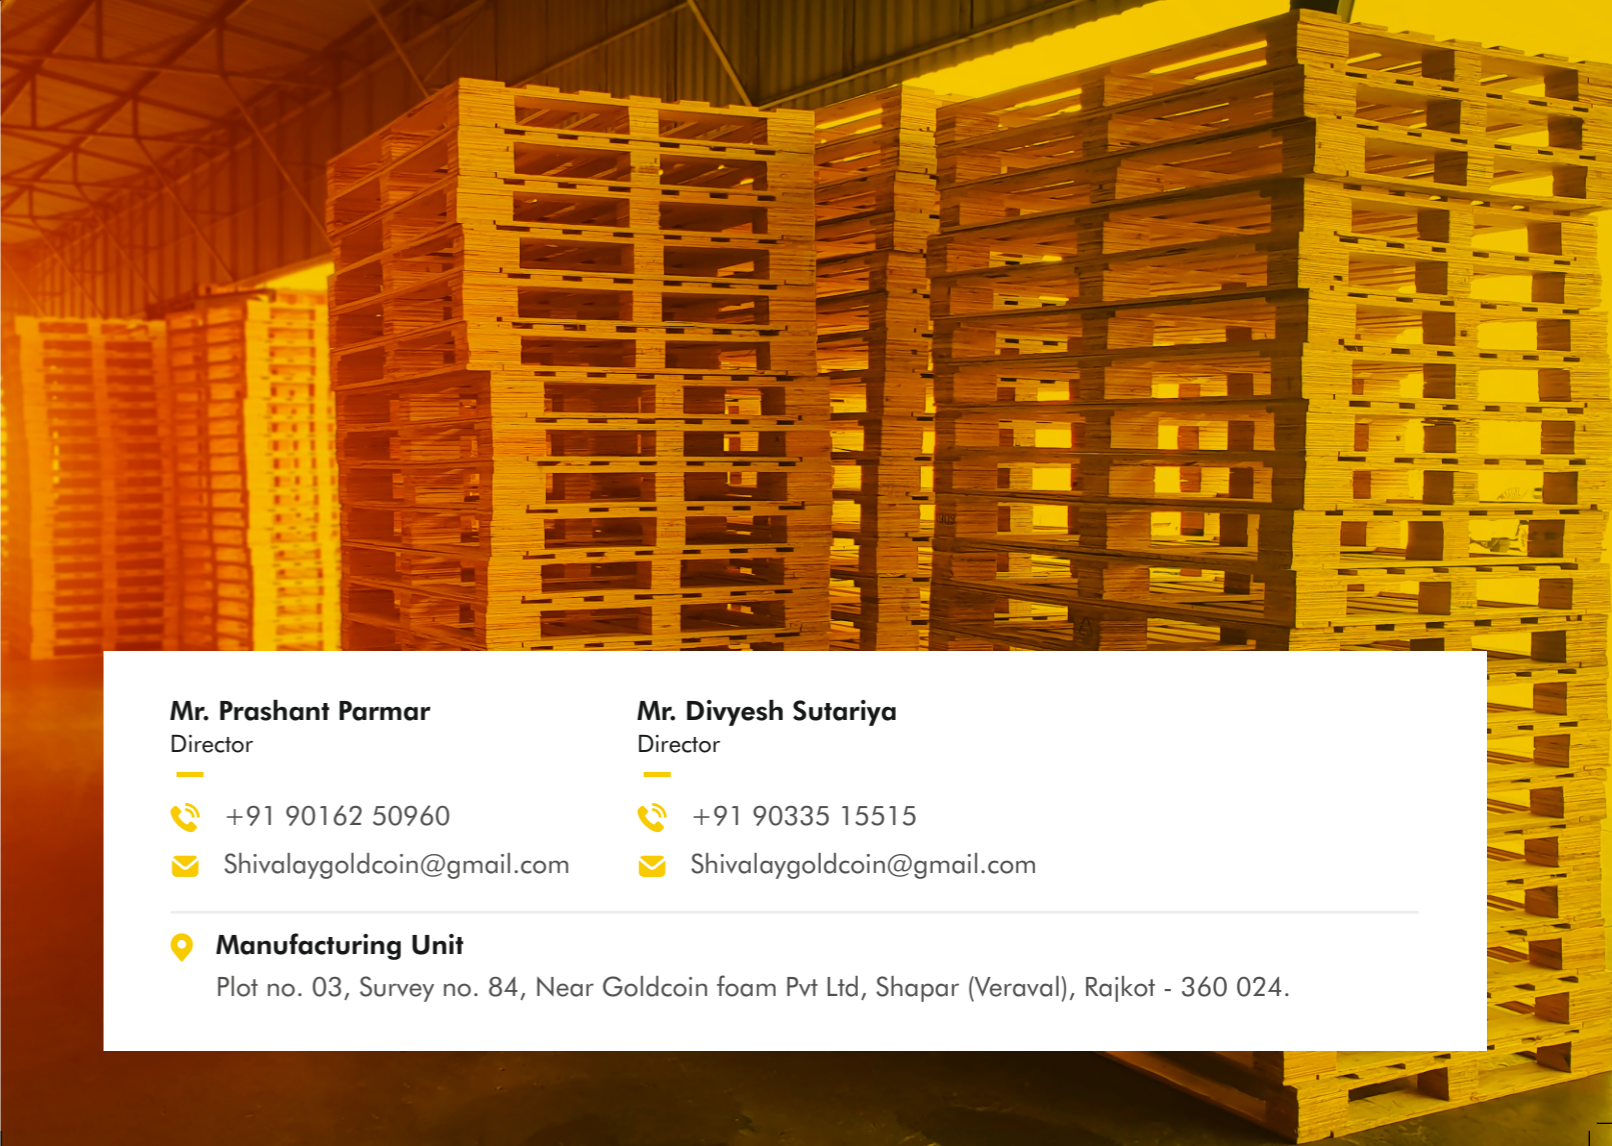 Mr. Prashant Parmar
Director
+91 90162 50960
Shivalaygoldcoin@gmail.com
Mr. Divyesh Sutariya
Director
+91 90335 15515
Shivalaygoldcoin@gmail.com
Manufacturing Unit
Plot no. 03, Survey no. 84, Near Goldcoin foam Pvt Ltd, Shapar (Veraval), Rajkot - 360 024.